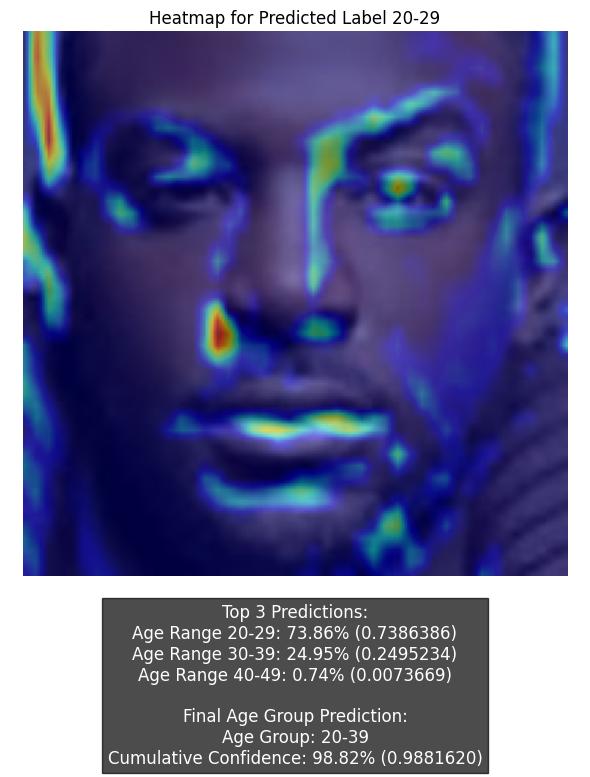 Heatmap for Predicted Label 20-29
Top 3 Predictions:
Age Range 20-29: 73.86% (0.7386386)
Age Range 30-39: 24.95% (0.2495234)
Age Range 40-49: 0.74% (0.0073669)
Final Age Group Prediction:
Age Group: 20-39
Cumulative Confidence: 98.82% (0.9881620)